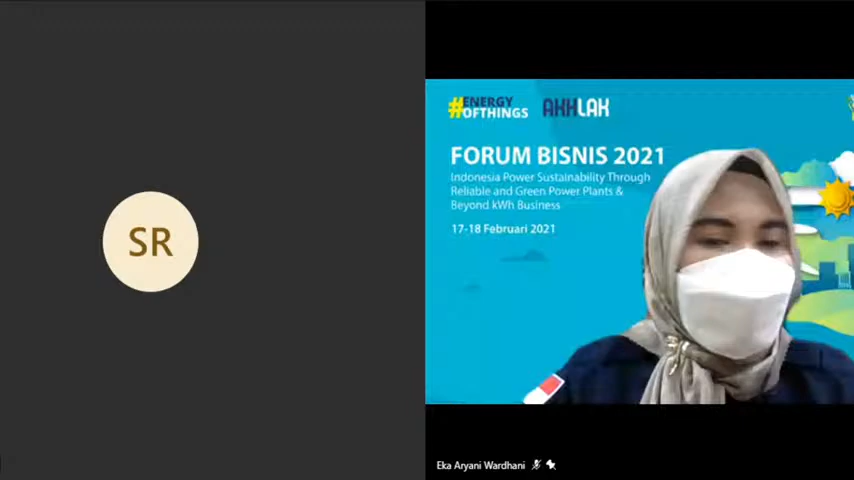 SR
#ENERGY
OFTHINGS
AKHLAK
FORUM BISNIS 2021
Indonesia Power Sustainability Through
Reliable and Green Power Plants &
Beyond kWh Business
17-18 Februari 2021
Eka Aryani Wardhani